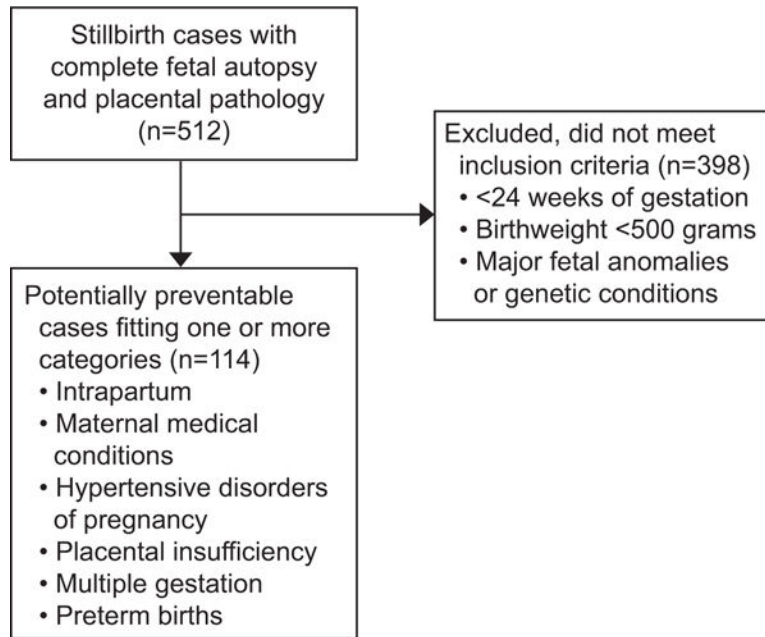 Stillbirth cases with
complete fetal autopsy
and placental pathology
(n=512)
Excluded, did not meet
inclusion criteria (n=398)
• <24 weeks of gestation
• Birthweight <500 grams
• Major fetal anomalies
or genetic conditions
Potentially preventable
cases fitting one or more
categories (n=114)
• Intrapartum
• Maternal medical
conditions
• Hypertensive disorders
of pregnancy
• Placental insufficiency
• Multiple gestation
• Preterm births